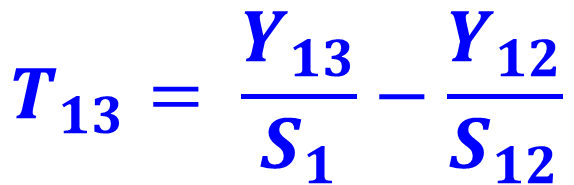 T₁₃ = Y₁₃/S₁ − Y₁₂/S₁₂